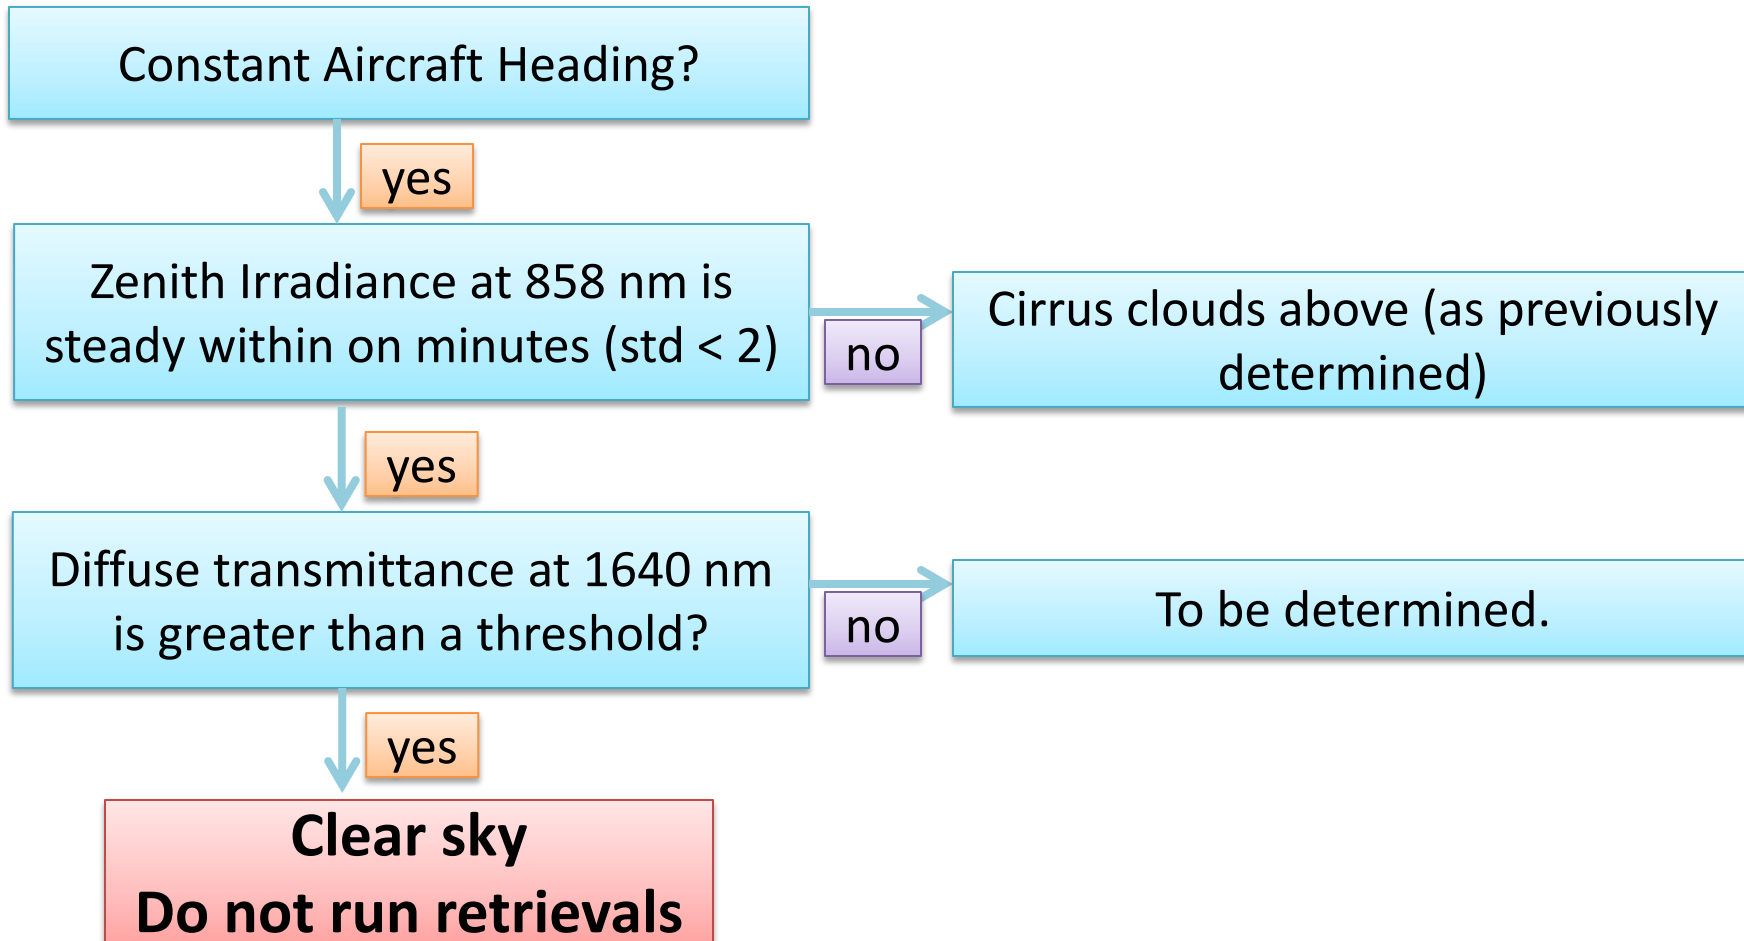 Constant Aircraft Heading?
yes
Zenith Irradiance at 858 nm is
steady within on minutes (std < 2)
no
Cirrus clouds above (as previously
determined)
yes
Diffuse transmittance at 1640 nm
is greater than a threshold?
no
To be determined.
yes
Clear sky
Do not run retrievals